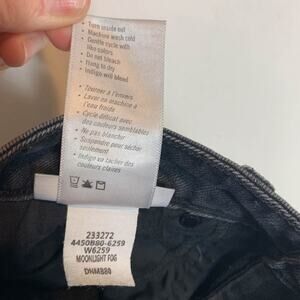 Turn inside out
Machine wash cold
Gentle cycle with
like colors
Do not bleach
Hang to dry
Indigo will bleed
Tourner à l'envers
Laver en machine à
l'eau froide
Cycle délicat avec
des couleurs semblables
Ne pas blanchir
Suspendre pour sécher
seulement
Indigo va tacher des
couleurs claires
233272
4450B80-6259
W6259
MOONLIGHT FOG
DHMB80